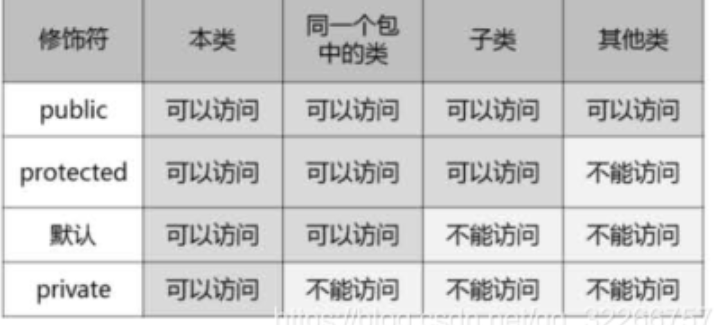 修饰符 本类 同一个包中的类 子类 其他类
public 可以访问 可以访问 可以访问 可以访问
protected 可以访问 可以访问 可以访问 不能访问
默认 可以访问 可以访问 不能访问 不能访问
private 可以访问 不能访问 不能访问 不能访问
https://blog.csdn.net/qq_32266757